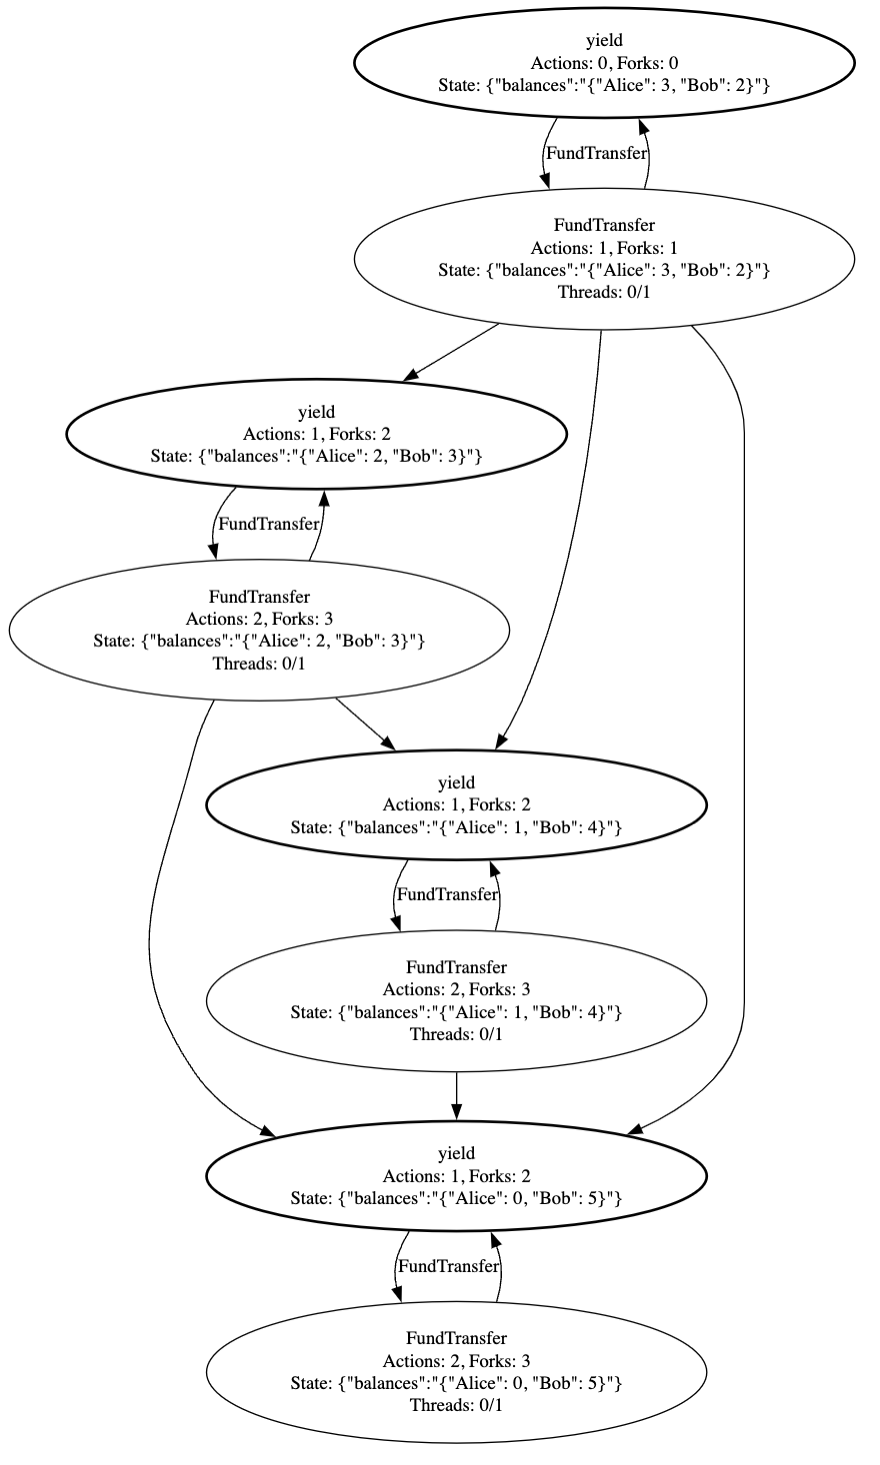 yield
Actions: 0, Forks: 0
State: {"balances":"{"Alice": 3, "Bob": 2}"}
FundTransfer
FundTransfer
Actions: 1, Forks: 1
State: {"balances":"{"Alice": 3, "Bob": 2}"}
Threads: 0/1
yield
Actions: 1, Forks: 2
State: {"balances":"{"Alice": 2, "Bob": 3}"}
FundTransfer
FundTransfer
Actions: 2, Forks: 3
State: {"balances":"{"Alice": 2, "Bob": 3}"}
Threads: 0/1
yield
Actions: 1, Forks: 2
State: {"balances":"{"Alice": 1, "Bob": 4}"}
FundTransfer
FundTransfer
Actions: 2, Forks: 3
State: {"balances":"{"Alice": 1, "Bob": 4}"}
Threads: 0/1
yield
Actions: 1, Forks: 2
State: {"balances":"{"Alice": 0, "Bob": 5}"}
FundTransfer
FundTransfer
Actions: 2, Forks: 3
State: {"balances":"{"Alice": 0, "Bob": 5}"}
Threads: 0/1